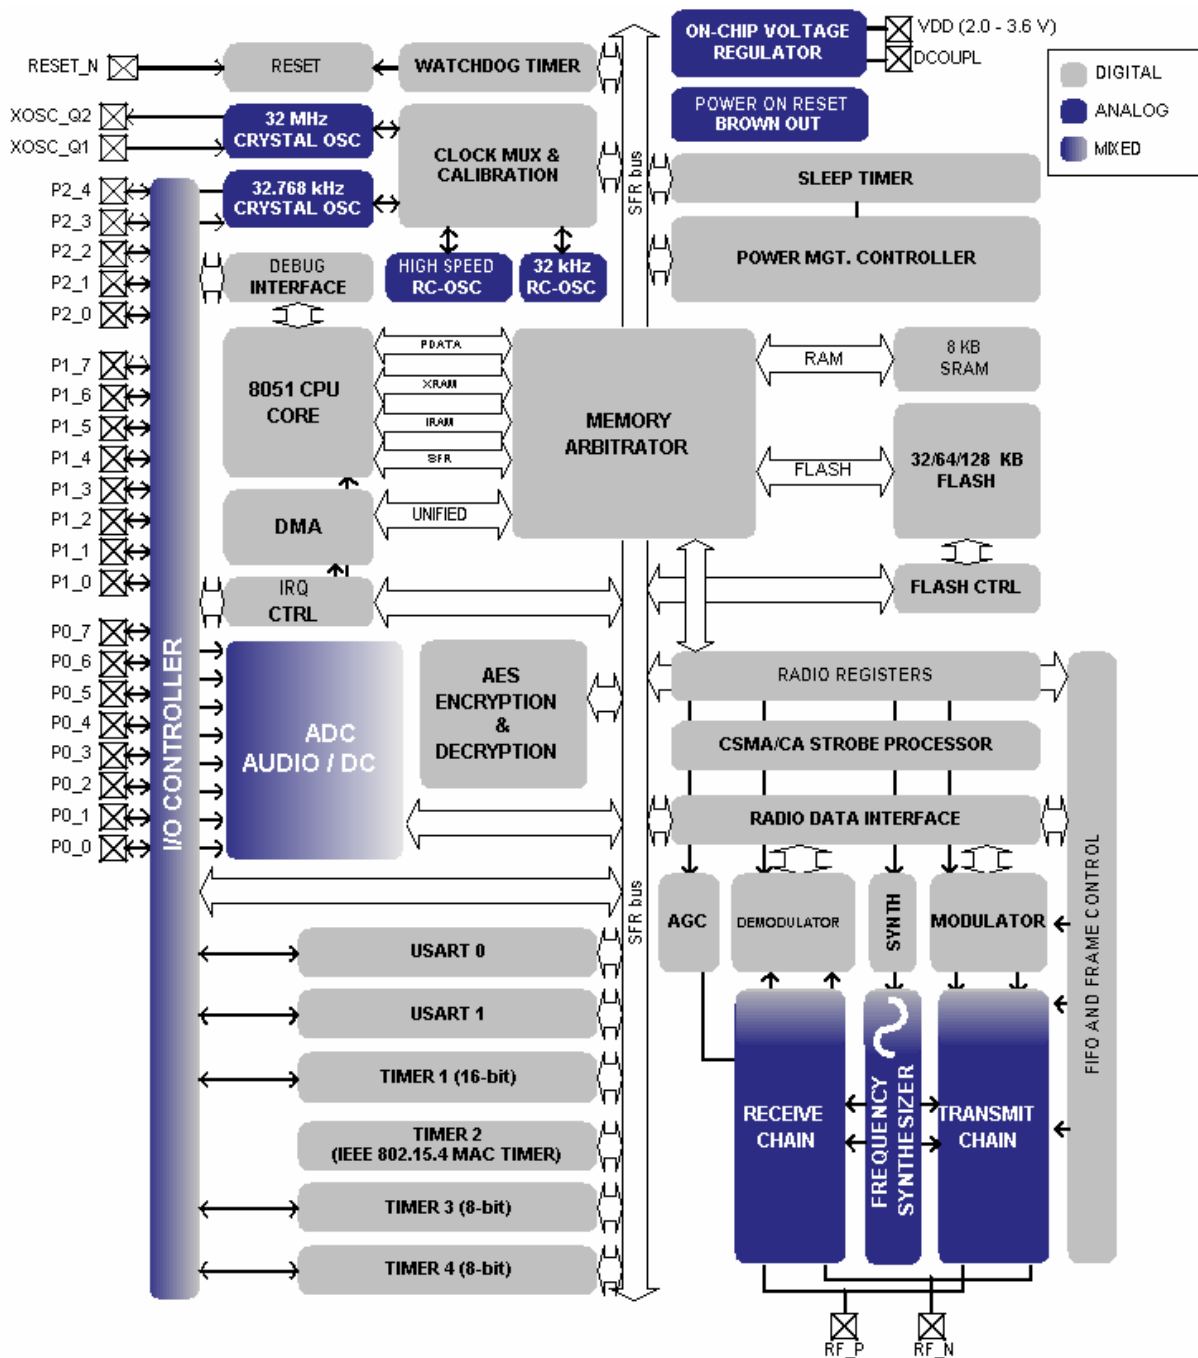 VDD (2.0 - 3.6 V)
DCOUPL
ON-CHIP VOLTAGE
REGULATOR
DIGITAL
ANALOG
MIXED
RESET_N
RESET
WATCHDOG TIMER
POWER ON RESET
BROWN OUT
XOSC_Q2
XOSC_Q1
32 MHz
CRYSTAL OSC
CLOCK MUX &
CALIBRATION
SFR bus
SLEEP TIMER
32.768 kHz
CRYSTAL OSC
POWER MGT. CONTROLLER
P2_4
P2_3
P2_2
P2_1
P2_0
DEBUG
INTERFACE
HIGH SPEED
RC-OSC
32 kHz
RC-OSC
P1_7
P1_6
P1_5
P1_4
P1_3
P1_2
P1_1
P1_0
8051 CPU
CORE
PDATA
XRAM
IRAM
SFR
MEMORY
ARBITRATOR
RAM
8 KB
SRAM
FLASH
32/64/128 KB
FLASH
DMA
UNIFIED
IRQ
CTRL
FLASH CTRL
P0_7
P0_6
P0_5
P0_4
P0_3
P0_2
P0_1
P0_0
I/O CONTROLLER
ADC
AUDIO / DC
AES
ENCRYPTION
&
DECRYPTION
RADIO REGISTERS
CSMA/CA STROBE PROCESSOR
RADIO DATA INTERFACE
FIFO AND FRAME CONTROL
SFR bus
AGC
DEMODULATOR
SYNTH
MODULATOR
USART 0
USART 1
TIMER 1 (16-bit)
TIMER 2
(IEEE 802.15.4 MAC TIMER)
TIMER 3 (8-bit)
TIMER 4 (8-bit)
RECEIVE
CHAIN
FREQUENCY
SYNTHESIZER
TRANSMIT
CHAIN
RF_P
RF_N